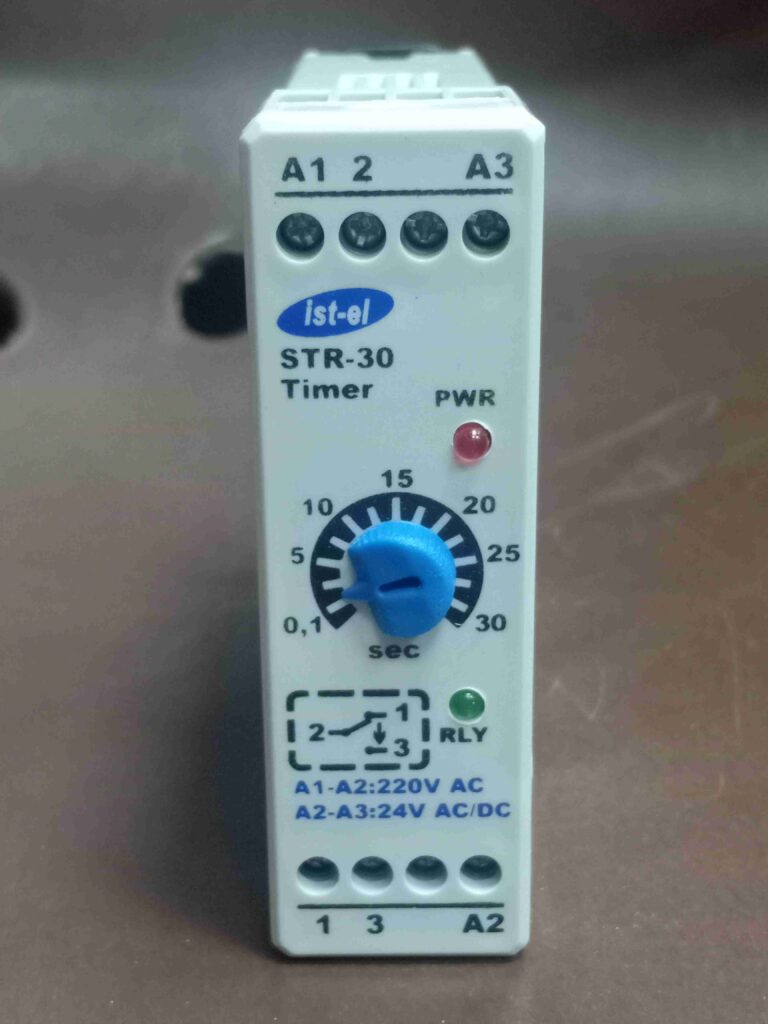 A1 2 A3
ist-el
STR-30
Timer
PWR
15
10 20
5 25
0,1 30
sec
1
2
3
RLY
A1-A2:220V AC
A2-A3:24V AC/DC
1 3 A2